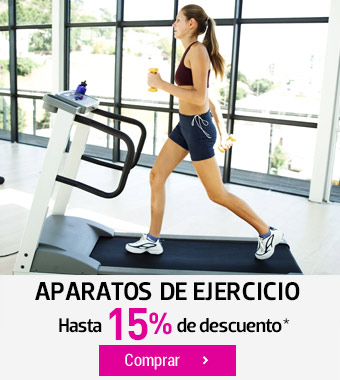 APARATOS DE EJERCICIO
Hasta 15% de descuento*
Comprar >